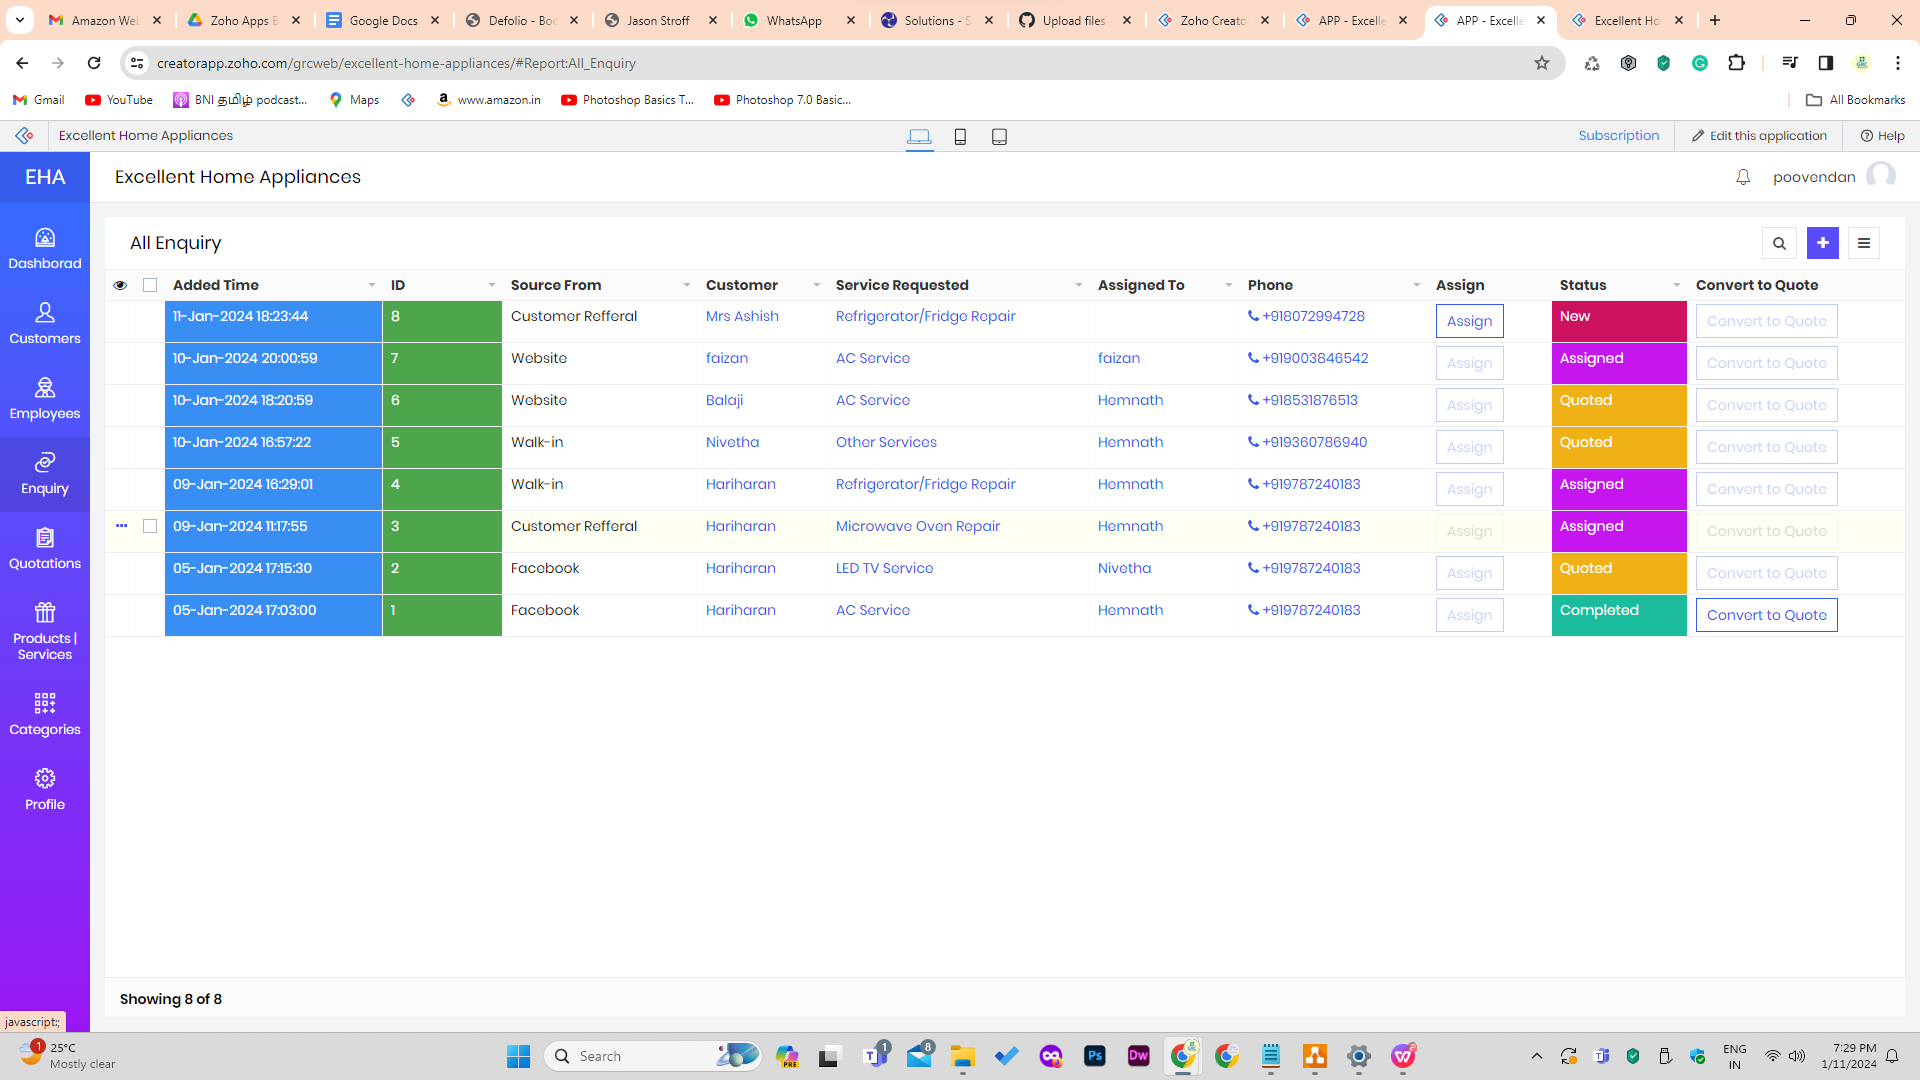 Amazon Web
Zoho Apps B
Google Docs
Defolio - Boo
Jason Stroff
WhatsApp
Solutions - S
Upload files
Zoho Creato
APP - Excelle
APP - Excelle
Excellent Ho
creatorapp.zoho.com/grcweb/excellent-home-appliances/#Report:All_Enquiry
Gmail
YouTube
BNI தமிழ் podcast...
Maps
www.amazon.in
Photoshop Basics T...
Photoshop 7.0 Basic...
All Bookmarks
Excellent Home Appliances
Subscription
Edit this application
Help
EHA
Excellent Home Appliances
poovendan
Dashborad
Customers
Employees
Enquiry
Quotations
Products |
Services
Categories
Profile
All Enquiry
Added Time ID Source From Customer Service Requested Assigned To Phone Assign Status Convert to Quote
11-Jan-2024 18:23:44 8 Customer Refferal Mrs Ashish Refrigerator/Fridge Repair +918072994728 Assign New Convert to Quote
10-Jan-2024 20:00:59 7 Website faizan AC Service faizan +919003846542 Assign Assigned Convert to Quote
10-Jan-2024 18:20:59 6 Website Balaji AC Service Hemnath +918531876513 Assign Quoted Convert to Quote
10-Jan-2024 16:57:22 5 Walk-in Nivetha Other Services Hemnath +919360786940 Assign Quoted Convert to Quote
09-Jan-2024 16:29:01 4 Walk-in Hariharan Refrigerator/Fridge Repair Hemnath +919787240183 Assign Assigned Convert to Quote
09-Jan-2024 11:17:55 3 Customer Refferal Hariharan Microwave Oven Repair Hemnath +919787240183 Assign Assigned Convert to Quote
05-Jan-2024 17:15:30 2 Facebook Hariharan LED TV Service Nivetha +919787240183 Assign Quoted Convert to Quote
05-Jan-2024 17:03:00 1 Facebook Hariharan AC Service Hemnath +919787240183 Assign Completed Convert to Quote
Showing 8 of 8
javascript:;
1
25°C
Mostly clear
Search
PRE
1
8
Ps
Dw
ENG
IN
7:29 PM
1/11/2024